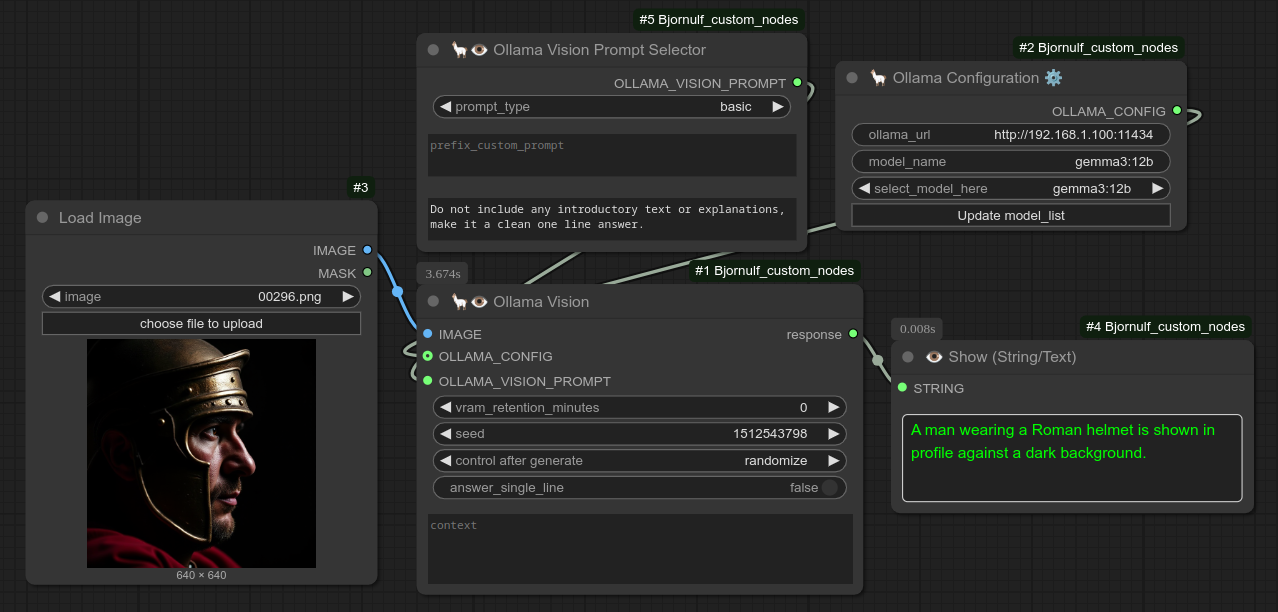 #5 Bjornulf_custom_nodes
Ollama Vision Prompt Selector
OLLAMA_VISION_PROMPT
prompt_type basic
prefix_custom_prompt
Do not include any introductory text or explanations,
make it a clean one line answer.
#2 Bjornulf_custom_nodes
Ollama Configuration
OLLAMA_CONFIG
ollama_url http://192.168.1.100:11434
model_name gemma3:12b
select_model_here gemma3:12b
Update model_list
#3
Load Image
IMAGE
MASK
image 00296.png
choose file to upload
640 × 640
3.674s
#1 Bjornulf_custom_nodes
Ollama Vision
IMAGE response
OLLAMA_CONFIG
OLLAMA_VISION_PROMPT
vram_retention_minutes 0
seed 1512543798
control after generate randomize
answer_single_line false
context
0.008s
#4 Bjornulf_custom_nodes
Show (String/Text)
STRING
A man wearing a Roman helmet is shown in
profile against a dark background.